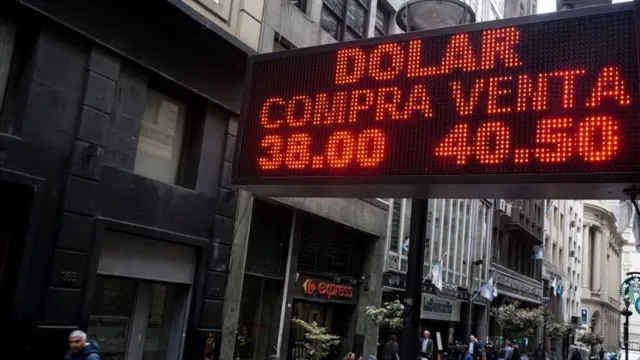 DOLAR
COMPRA VENTA
38.00 40.50
express